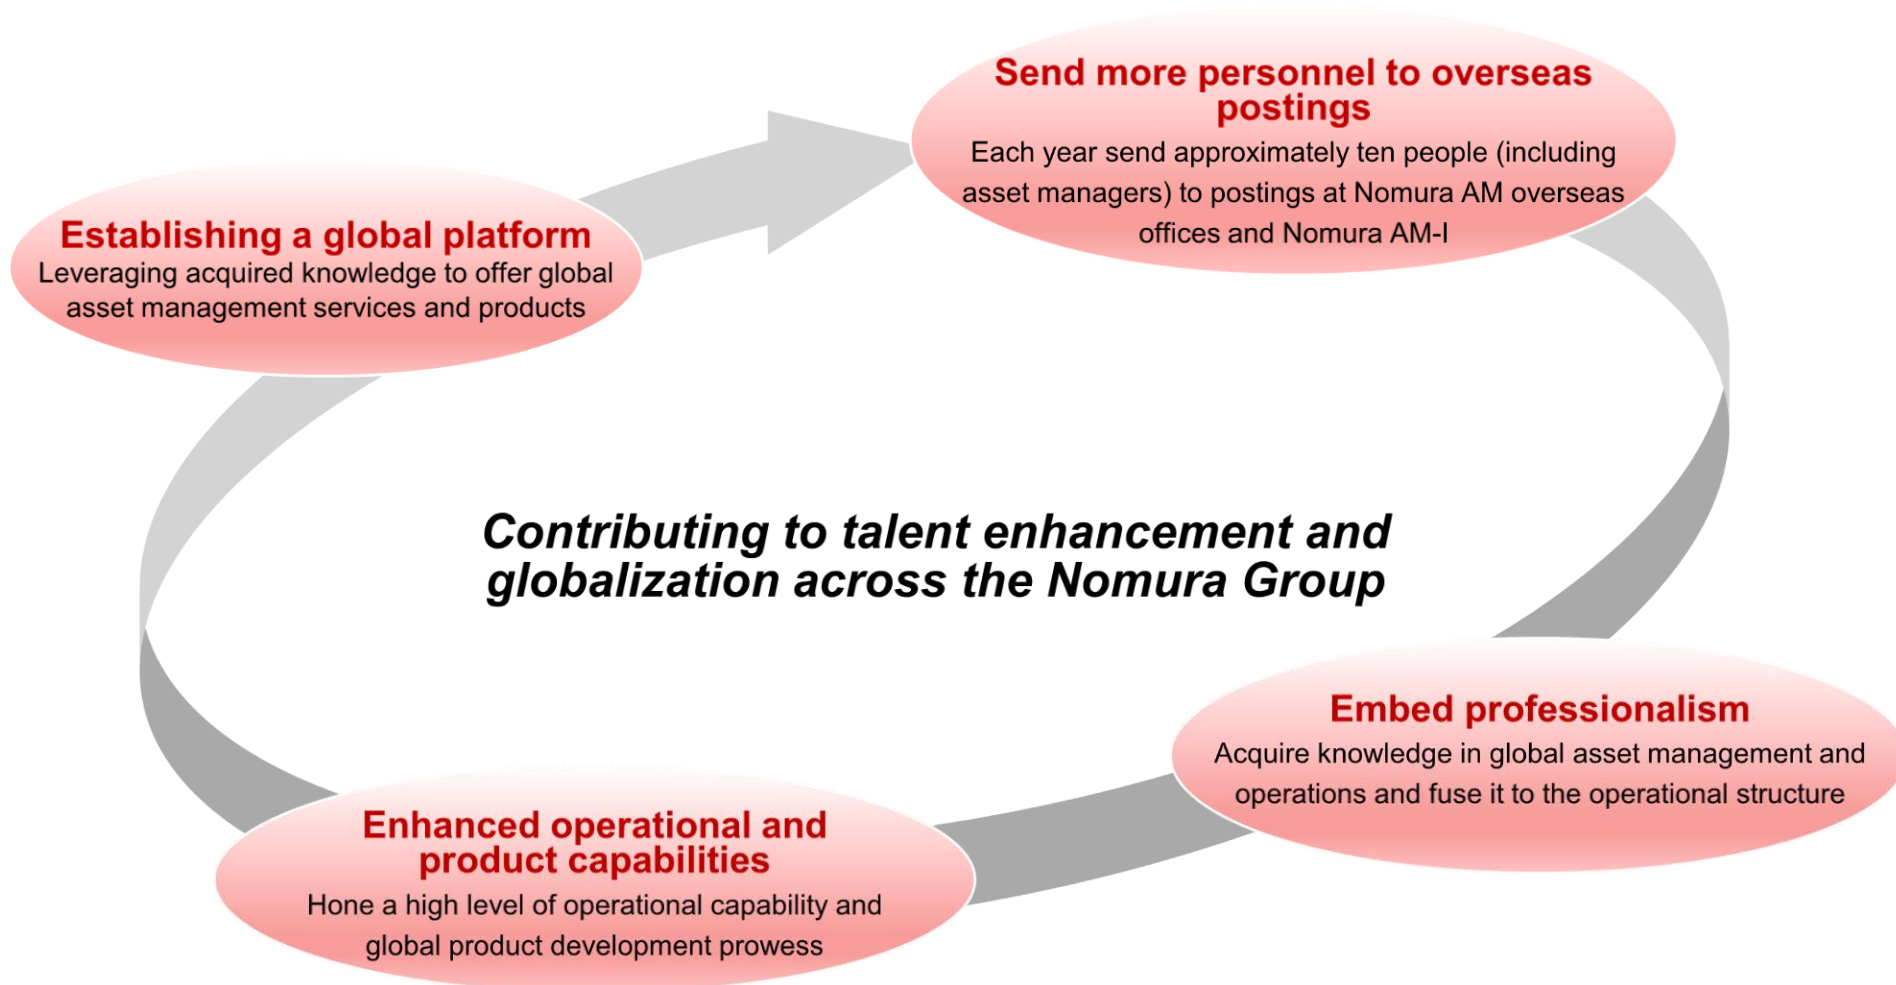 Send more personnel to overseas
postings
Each year send approximately ten people (including
asset managers) to postings at Nomura AM overseas
offices and Nomura AM-I
Establishing a global platform
Leveraging acquired knowledge to offer global
asset management services and products
Contributing to talent enhancement and
globalization across the Nomura Group
Embed professionalism
Acquire knowledge in global asset management and
operations and fuse it to the operational structure
Enhanced operational and
product capabilities
Hone a high level of operational capability and
global product development prowess